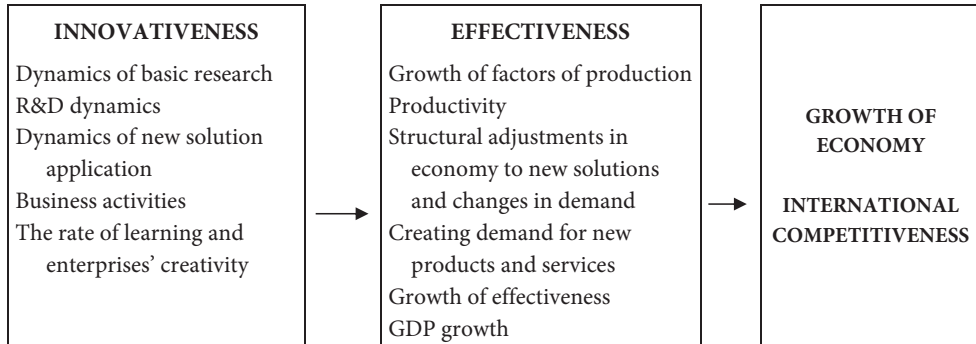 INNOVATIVENESS
Dynamics of basic research
R&D dynamics
Dynamics of new solution
application
Business activities
The rate of learning and
enterprises’ creativity
EFFECTIVENESS
Growth of factors of production
Productivity
Structural adjustments in
economy to new solutions
and changes in demand
Creating demand for new
products and services
Growth of effectiveness
GDP growth
GROWTH OF
ECONOMY
INTERNATIONAL
COMPETITIVENESS